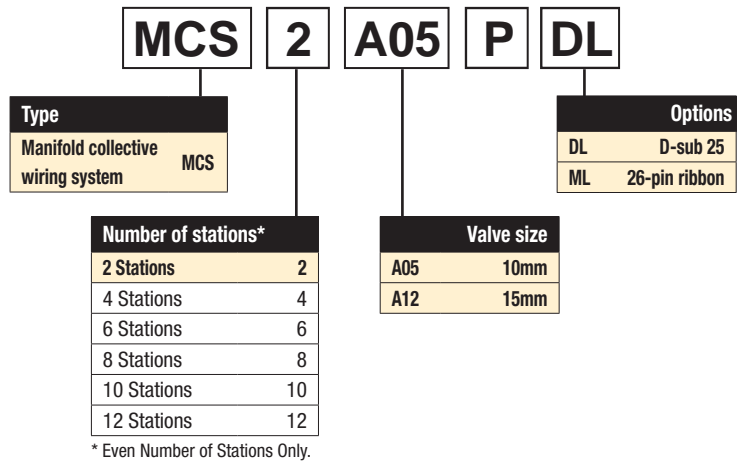 MCS 2 A05 P DL
Type
Manifold collective
wiring system MCS
Options
DL D-sub 25
ML 26-pin ribbon
Number of stations*
2 Stations 2
4 Stations 4
6 Stations 6
8 Stations 8
10 Stations 10
12 Stations 12
* Even Number of Stations Only.
Valve size
A05 10mm
A12 15mm